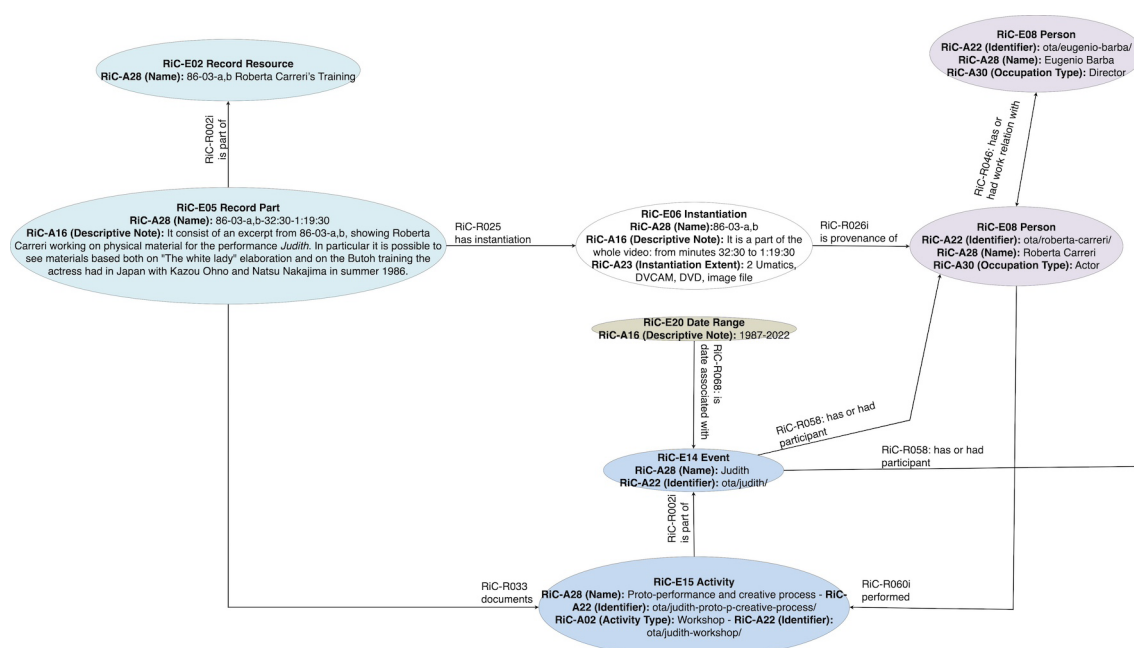 RiC-E02 Record Resource
RiC-A28 (Name): 86-03-a,b Roberta Carreri's Training
RiC-E08 Person
RiC-A22 (Identifier): ota/eugenio-barba/
RiC-A28 (Name): Eugenio Barba
RiC-A30 (Occupation Type): Director
RiC-R002i
is part of
RiC-R046: has or
had work relation with
RiC-E05 Record Part
RiC-A28 (Name): 86-03-a,b-32:30-1:19:30
RiC-A16 (Descriptive Note): It consist of an excerpt from 86-03-a,b, showing Roberta
Carreri working on physical material for the performance Judith. In particular it is possible to
see materials based both on "The white lady" elaboration and on the Butoh training the
actress had in Japan with Kazou Ohno and Natsu Nakajima in summer 1986.
RiC-R025
has instantiation
RiC-E06 Instantiation
RiC-A28 (Name):86-03-a,b
RiC-A16 (Descriptive Note): It is a part of the
whole video: from minutes 32:30 to 1:19:30
RiC-A23 (Instantiation Extent): 2 Umatics,
DVCAM, DVD, image file
RiC-R026i
is provenance of
RiC-E08 Person
RiC-A22 (Identifier): ota/roberta-carreri/
RiC-A28 (Name): Roberta Carreri
RiC-A30 (Occupation Type): Actor
RiC-E20 Date Range
RiC-A16 (Descriptive Note): 1987-2022
RiC-R068: is
date associated with
RiC-R058: has or had
participant
RiC-R058: has or had
participant
RiC-E14 Event
RiC-A28 (Name): Judith
RiC-A22 (Identifier): ota/judith/
RiC-R002i
is part of
RiC-R033
documents
RiC-E15 Activity
RiC-A28 (Name): Proto-performance and creative process - RiC-
A22 (Identifier): ota/judith-proto-p-creative-process/
RiC-A02 (Activity Type): Workshop - RiC-A22 (Identifier):
ota/judith-workshop/
RiC-R060i
performed